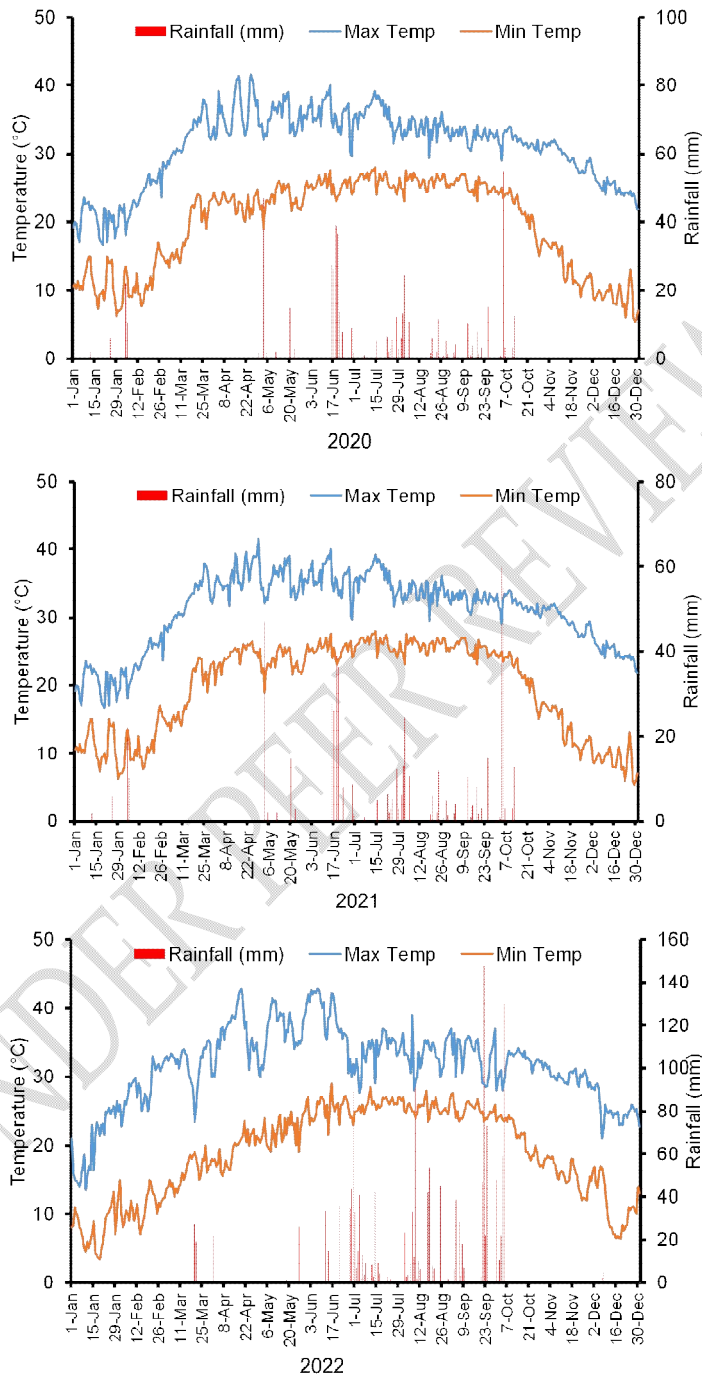 Rainfall (mm) Max Temp Min Temp
50 40 30 20 10 0
Temperature (°C)
100 80 60 40 20 0
Rainfall (mm)
1-Jan 15-Jan 29-Jan 12-Feb 26-Feb 11-Mar 25-Mar 8-Apr 22-Apr 6-May 20-May 3-Jun 17-Jun 1-Jul 15-Jul 29-Jul 12-Aug 26-Aug 9-Sep 23-Sep 7-Oct 21-Oct 4-Nov 18-Nov 2-Dec 16-Dec 30-Dec
2020
Rainfall (mm) Max Temp Min Temp
50 40 30 20 10 0
Temperature (°C)
80 60 40 20 0
Rainfall (mm)
1-Jan 15-Jan 29-Jan 12-Feb 26-Feb 11-Mar 25-Mar 8-Apr 22-Apr 6-May 20-May 3-Jun 17-Jun 1-Jul 15-Jul 29-Jul 12-Aug 26-Aug 9-Sep 23-Sep 7-Oct 21-Oct 4-Nov 18-Nov 2-Dec 16-Dec 30-Dec
2021
Rainfall (mm) Max Temp Min Temp
50 40 30 20 10 0
Temperature (°C)
160 140 120 100 80 60 40 20 0
Rainfall (mm)
1-Jan 15-Jan 29-Jan 12-Feb 26-Feb 11-Mar 25-Mar 8-Apr 22-Apr 6-May 20-May 3-Jun 17-Jun 1-Jul 15-Jul 29-Jul 12-Aug 26-Aug 9-Sep 23-Sep 7-Oct 21-Oct 4-Nov 18-Nov 2-Dec 16-Dec 30-Dec
2022
NDER PEER REVIEW